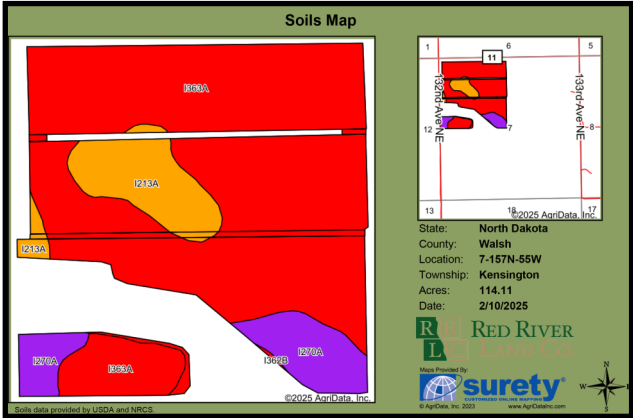 Soils Map
I363A
I213A
I213A
I270A
I363A
I362B
I270A
©2025 AgriData, Inc.
Soils data provided by USDA and NRCS.
1 6 5
11
132nd Ave NE
133rd Ave NE
12 7 8
13 18 17
©2025 AgriData, Inc.
State: North Dakota
County: Walsh
Location: 7-157N-55W
Township: Kensington
Acres: 114.11
Date: 2/10/2025
RED RIVER
LAND CO.
Maps Provided By:
surety®
CUSTOMIZED ONLINE MAPPING
© AgriData, Inc. 2023 www.AgriDataInc.com
N
W E
S